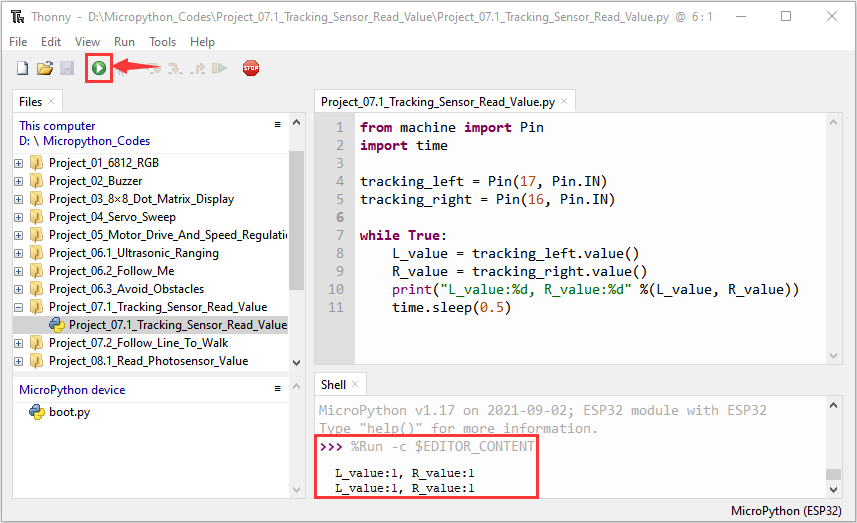 Thonny - D:\Micropython_Codes\Project_07.1_Tracking_Sensor_Read_Value\Project_07.1_Tracking_Sensor_Read_Value.py @ 6 : 1
File Edit View Run Tools Help
STOP
Files
This computer
D: \ Micropython_Codes
Project_01_6812_RGB
Project_02_Buzzer
Project_03_8×8_Dot_Matrix_Display
Project_04_Servo_Sweep
Project_05_Motor_Drive_And_Speed_Regulatio
Project_06.1_Ultrasonic_Ranging
Project_06.2_Follow_Me
Project_06.3_Avoid_Obstacles
Project_07.1_Tracking_Sensor_Read_Value
Project_07.1_Tracking_Sensor_Read_Value
Project_07.2_Follow_Line_To_Walk
Project_08.1_Read_Photosensor_Value
MicroPython device
boot.py
Project_07.1_Tracking_Sensor_Read_Value.py
1 from machine import Pin
2 import time
3
4 tracking_left = Pin(17, Pin.IN)
5 tracking_right = Pin(16, Pin.IN)
6
7 while True:
8 L_value = tracking_left.value()
9 R_value = tracking_right.value()
10 print("L_value:%d, R_value:%d" %(L_value, R_value))
11 time.sleep(0.5)
Shell
MicroPython v1.17 on 2021-09-02; ESP32 module with ESP32
Type "help()" for more information.
>>> %Run -c $EDITOR_CONTENT
L_value:1, R_value:1
L_value:1, R_value:1
MicroPython (ESP32)